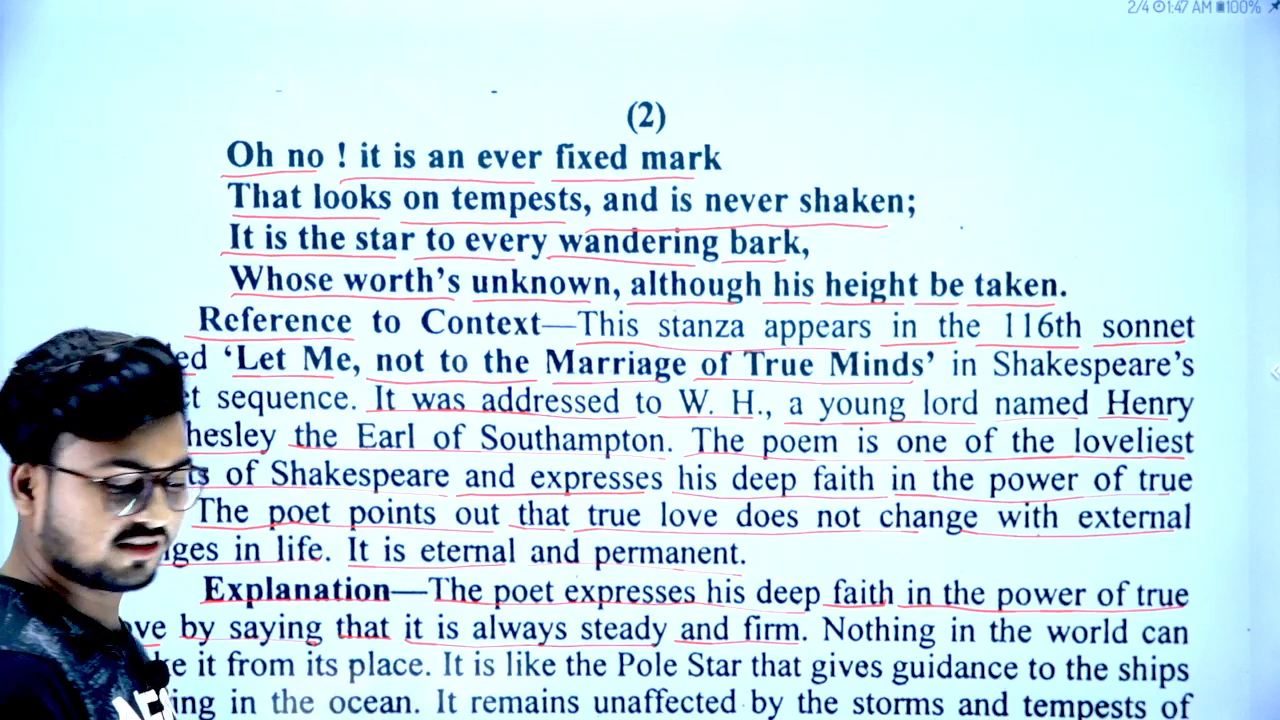 2/4 1:47 AM 100%
(2)
Oh no ! it is an ever fixed mark
That looks on tempests, and is never shaken;
It is the star to every wandering bark,
Whose worth's unknown, although his height be taken.
Reference to Context—This stanza appears in the 116th sonnet
ed ‘Let Me, not to the Marriage of True Minds’ in Shakespeare's
t sequence. It was addressed to W. H., a young lord named Henry
hesley the Earl of Southampton. The poem is one of the loveliest
ts of Shakespeare and expresses his deep faith in the power of true
The poet points out that true love does not change with external
ges in life. It is eternal and permanent.
Explanation—The poet expresses his deep faith in the power of true
ve by saying that it is always steady and firm. Nothing in the world can
ke it from its place. It is like the Pole Star that gives guidance to the ships
ing in the ocean. It remains unaffected by the storms and tempests of